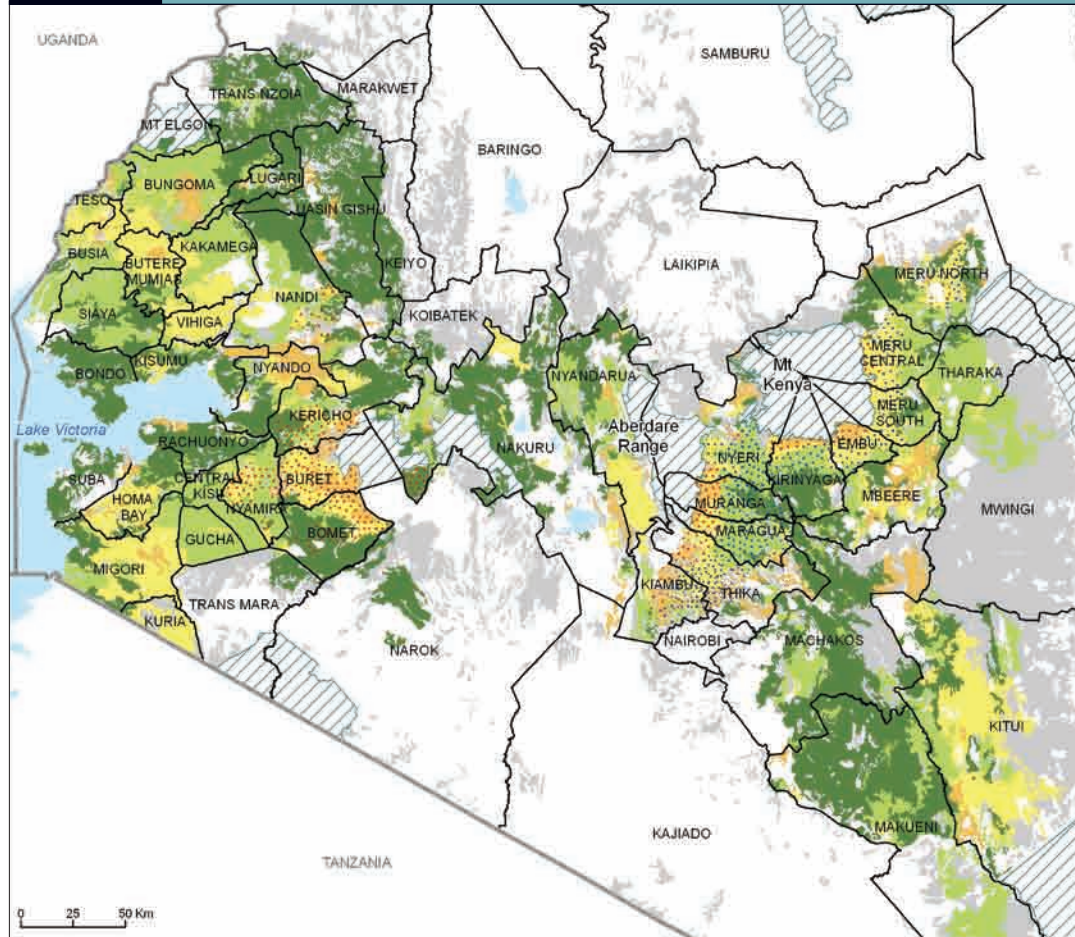 UGANDA
SAMBURU
TRANS NZOIA
MARAKWET
MT ELGON
BARINGO
BUNGOMA
LUGARI
TESO
UASIN GISHU
BUSIA
BUTERE
MUMIAS
KAKAMEGA
KEIYO
LAIKIPIA
MERU NORTH
SIAYA
VIHIGA
NANDI
KOIBATEK
BONDO
KISUMU
NYANDO
NYANDARUA
Mt.
Kenya
MERU
CENTRAL
THARAKA
Lake Victoria
KERICHO
MERU
SOUTH
RACHUONYO
Aberdare
Range
NAKURU
NYERI
EMBU
SUBA
CENTRAL
KISII
BURET
KIRINYAGA
HOMA
BAY
NYAMIRA
MURANGA
MBEERE
MWINGI
GUCHA
BOMET
MARAGUA
MIGORI
KIAMBU
THIKA
TRANS MARA
KURIA
NAROK
NAIROBI
MACHAKOS
KITUI
KAJIADO
MAKUENI
TANZANIA
0 25 50 Km